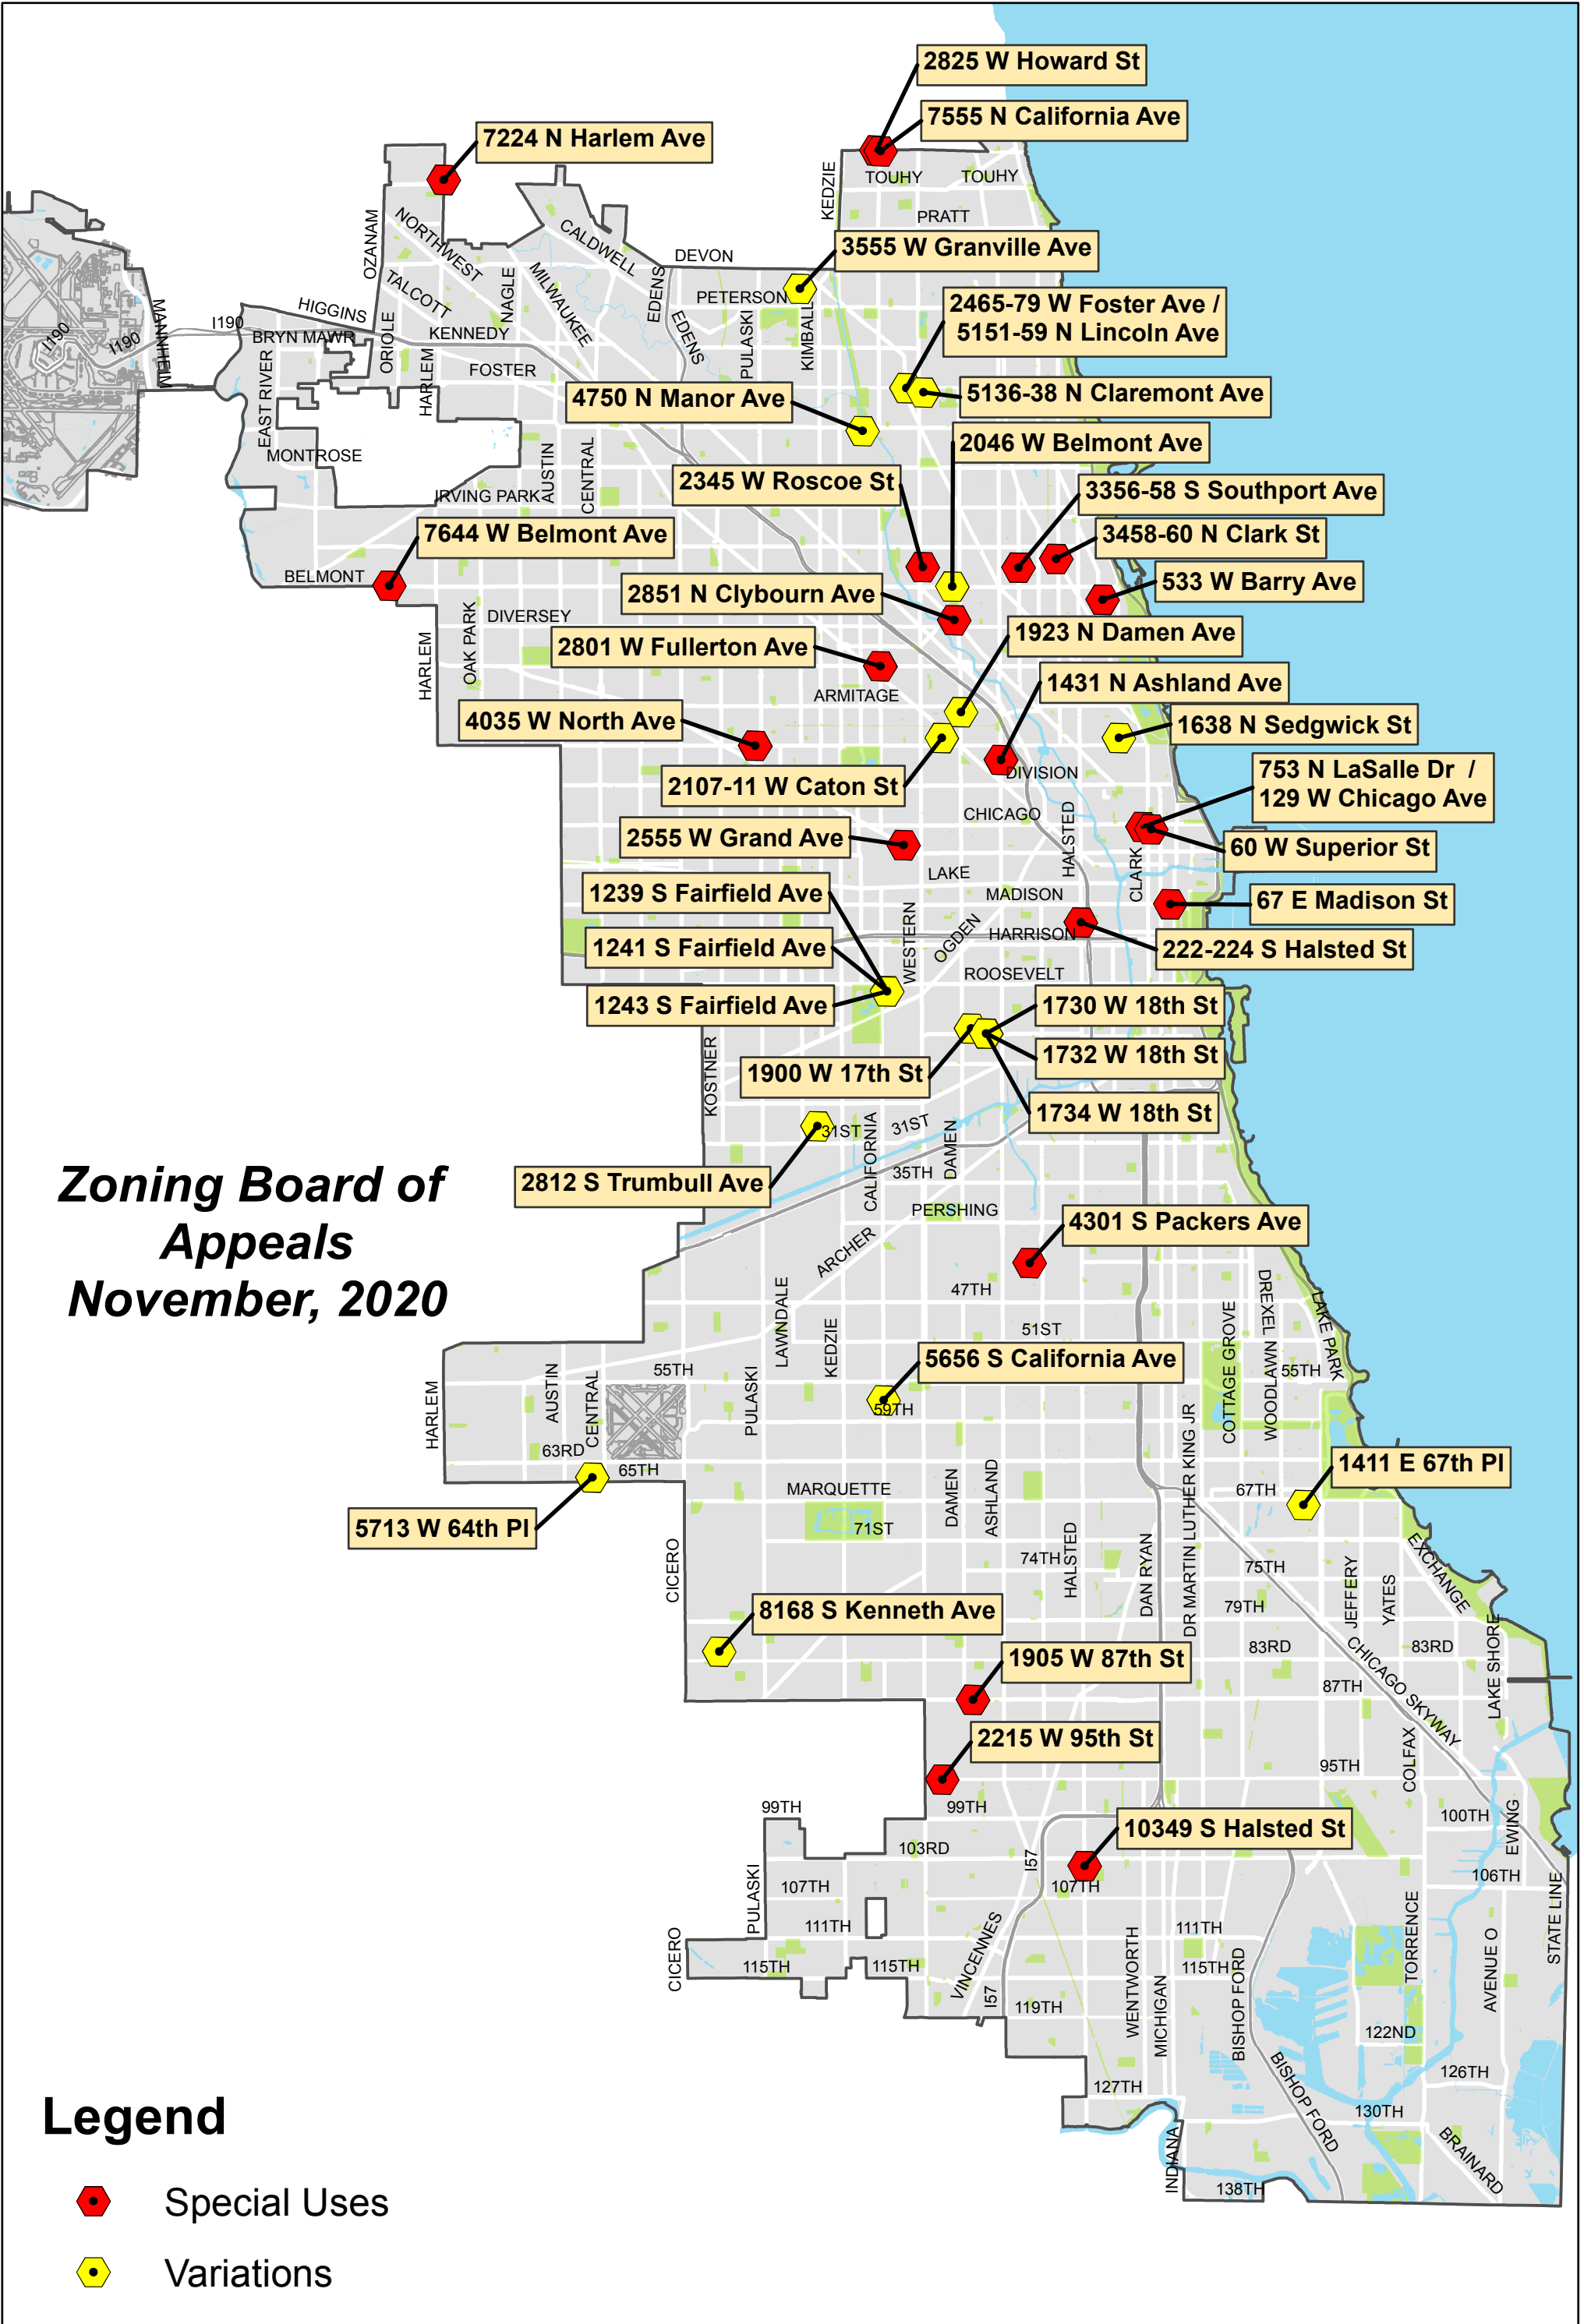 2825 W Howard St
7555 N California Ave
7224 N Harlem Ave
KEDZIE
TOUHY
TOUHY
PRATT
OZANAM
NORTHWEST
CALDWELL
DEVON
3555 W Granville Ave
TALCOTT
NAGLE
MILWAUKEE
EDENS
EDENS
PETERSON
PULASKI
KIMBALL
2465-79 W Foster Ave /
5151-59 N Lincoln Ave
MANNHEIM
I190
I190
I190
HIGGINS
BRYN MAWR
ORIOLE
KENNEDY
HARLEM
FOSTER
EAST RIVER
4750 N Manor Ave
5136-38 N Claremont Ave
2046 W Belmont Ave
MONTROSE
AUSTIN
CENTRAL
IRVING PARK
2345 W Roscoe St
3356-58 S Southport Ave
3458-60 N Clark St
7644 W Belmont Ave
BELMONT
533 W Barry Ave
2851 N Clybourn Ave
DIVERSEY
OAK PARK
HARLEM
1923 N Damen Ave
2801 W Fullerton Ave
ARMITAGE
1431 N Ashland Ave
4035 W North Ave
1638 N Sedgwick St
DIVISION
2107-11 W Caton St
753 N LaSalle Dr /
129 W Chicago Ave
CHICAGO
HALSTED
CLARK
2555 W Grand Ave
60 W Superior St
LAKE
1239 S Fairfield Ave
MADISON
67 E Madison St
WESTERN
OGDEN
HARRISON
1241 S Fairfield Ave
222-224 S Halsted St
ROOSEVELT
1243 S Fairfield Ave
1730 W 18th St
1732 W 18th St
1900 W 17th St
1734 W 18th St
KOSTNER
31ST
31ST
CALIFORNIA
DAMEN
35TH
2812 S Trumbull Ave
Zoning Board of
Appeals
November, 2020
PERSHING
ARCHER
4301 S Packers Ave
47TH
LAWNDALE
KEDZIE
51ST
COTTAGE GROVE
DREXEL
WOODLAWN
LAKE PARK
5656 S California Ave
55TH
55TH
59TH
HARLEM
AUSTIN
CENTRAL
PULASKI
63RD
65TH
DR MARTIN LUTHER KING JR
1411 E 67th Pl
MARQUETTE
DAMEN
ASHLAND
67TH
5713 W 64th Pl
71ST
CICERO
74TH
HALSTED
DAN RYAN
75TH
JEFFERY
YATES
EXCHANGE
8168 S Kenneth Ave
79TH
83RD
83RD
LAKE SHORE
CHICAGO SKYWAY
1905 W 87th St
87TH
2215 W 95th St
95TH
COLFAX
99TH
99TH
10349 S Halsted St
100TH
EWING
103RD
I57
107TH
106TH
PULASKI
107TH
STATE LINE
111TH
111TH
TORRENCE
CICERO
115TH
115TH
115TH
VINCENNES
I57
WENTWORTH
MICHIGAN
BISHOP FORD
AVENUE O
119TH
122ND
127TH
BISHOP FORD
126TH
130TH
INDIANA
BRAINARD
138TH
Legend
Special Uses
Variations